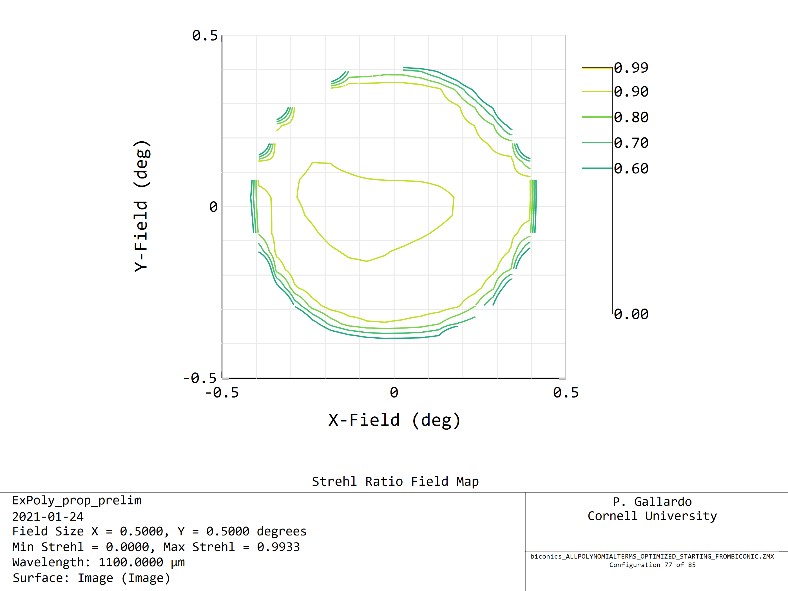 0.5
0
-0.5
-0.5
0
0.5
Y-Field (deg)
X-Field (deg)
0.99
0.90
0.80
0.70
0.60
0.00
Strehl Ratio Field Map
ExPoly_prop_prelim
2021-01-24
Field Size X = 0.5000, Y = 0.5000 degrees
Min Strehl = 0.0000, Max Strehl = 0.9933
Wavelength: 1100.0000 µm
Surface: Image (Image)
P. Gallardo
Cornell University
biconics_ALLPOLYNOMIALTERMS_OPTIMIZED_STARTING_FROMBICONIC.ZMX
Configuration 77 of 85